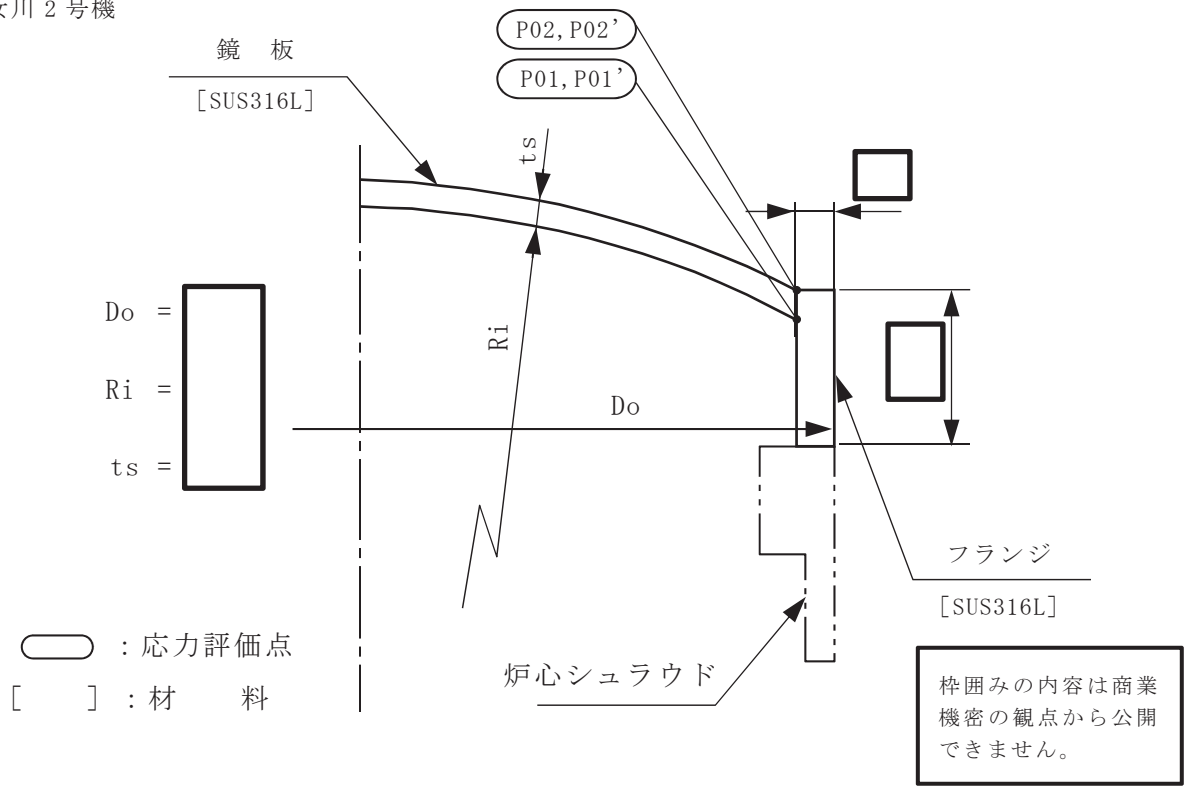 川２号機
鏡　板
[SUS316L]
P02,P02’
P01,P01’
ts
Ri
Do =
Ri =
ts =
Do
フランジ
[SUS316L]
炉心シュラウド
：応力評価点
[　　]：材　　料
枠囲みの内容は商業
機密の観点から公開
できません。